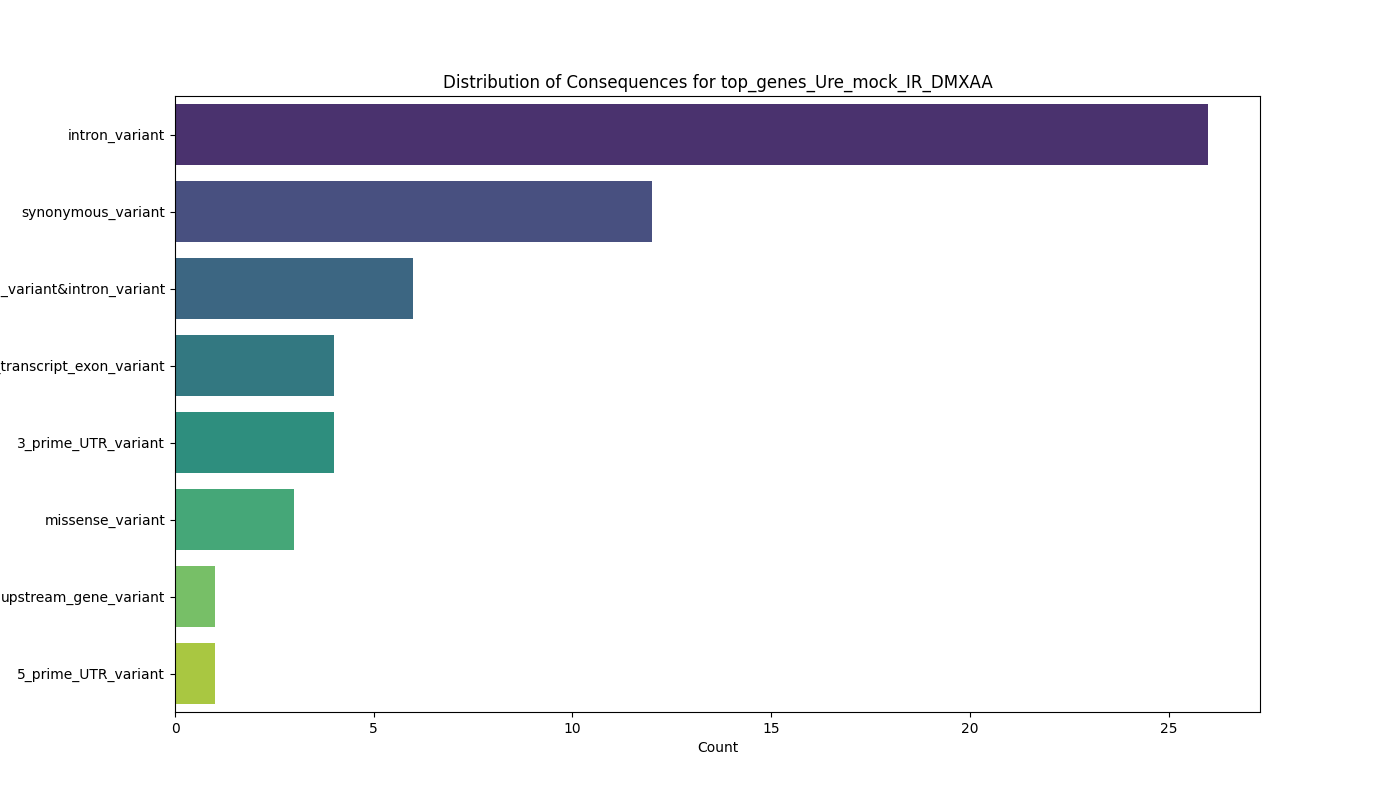 Distribution of Consequences for top_genes_Ure_mock_IR_DMXAA
intron_variant
synonymous_variant
_variant&intron_variant
transcript_exon_variant
3_prime_UTR_variant
missense_variant
upstream_gene_variant
5_prime_UTR_variant
0 5 10 15 20 25
Count